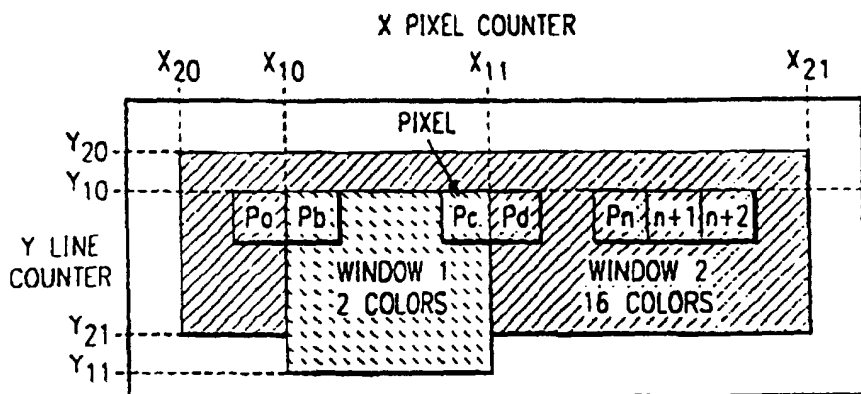 X PIXEL COUNTER
X20 X10 X11 X21
PIXEL
Y20
Y10
Pa Pb Pc Pd Pn n+1 n+2
Y LINE
COUNTER
WINDOW 1
2 COLORS
WINDOW 2
16 COLORS
Y21
Y11